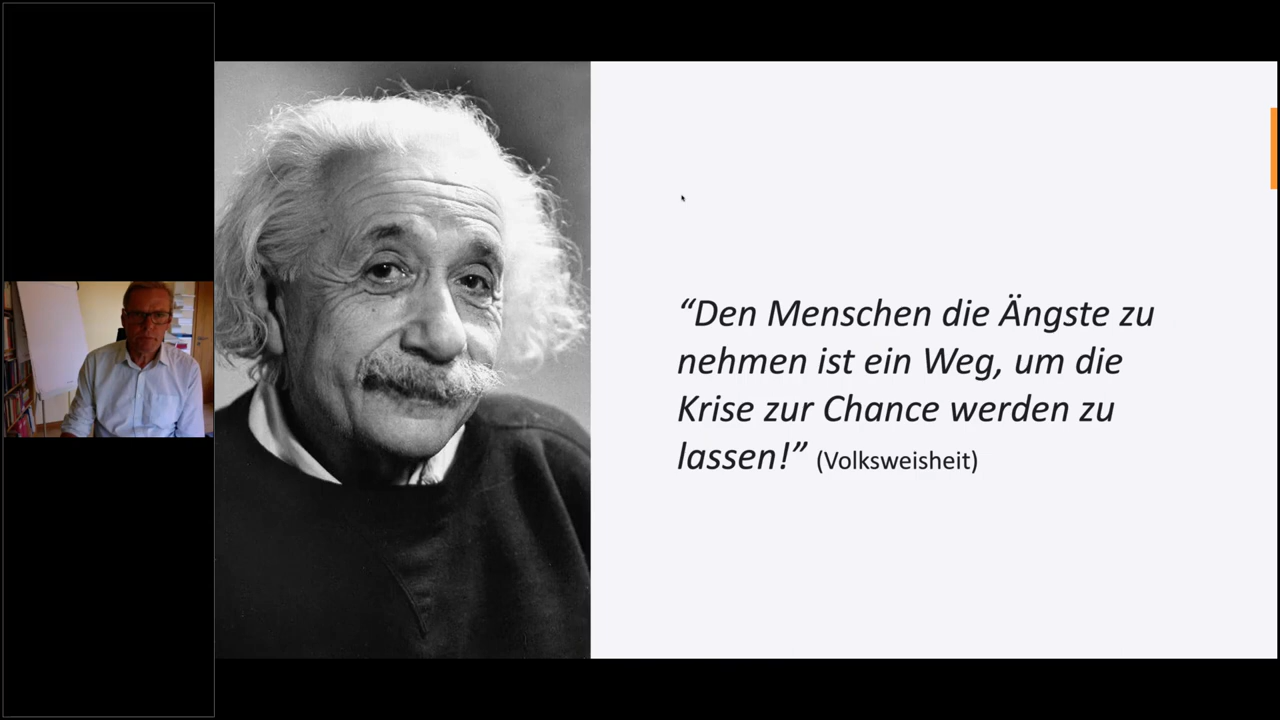 “Den Menschen die Ängste zu
nehmen ist ein Weg, um die
Krise zur Chance werden zu
lassen!” (Volksweisheit)